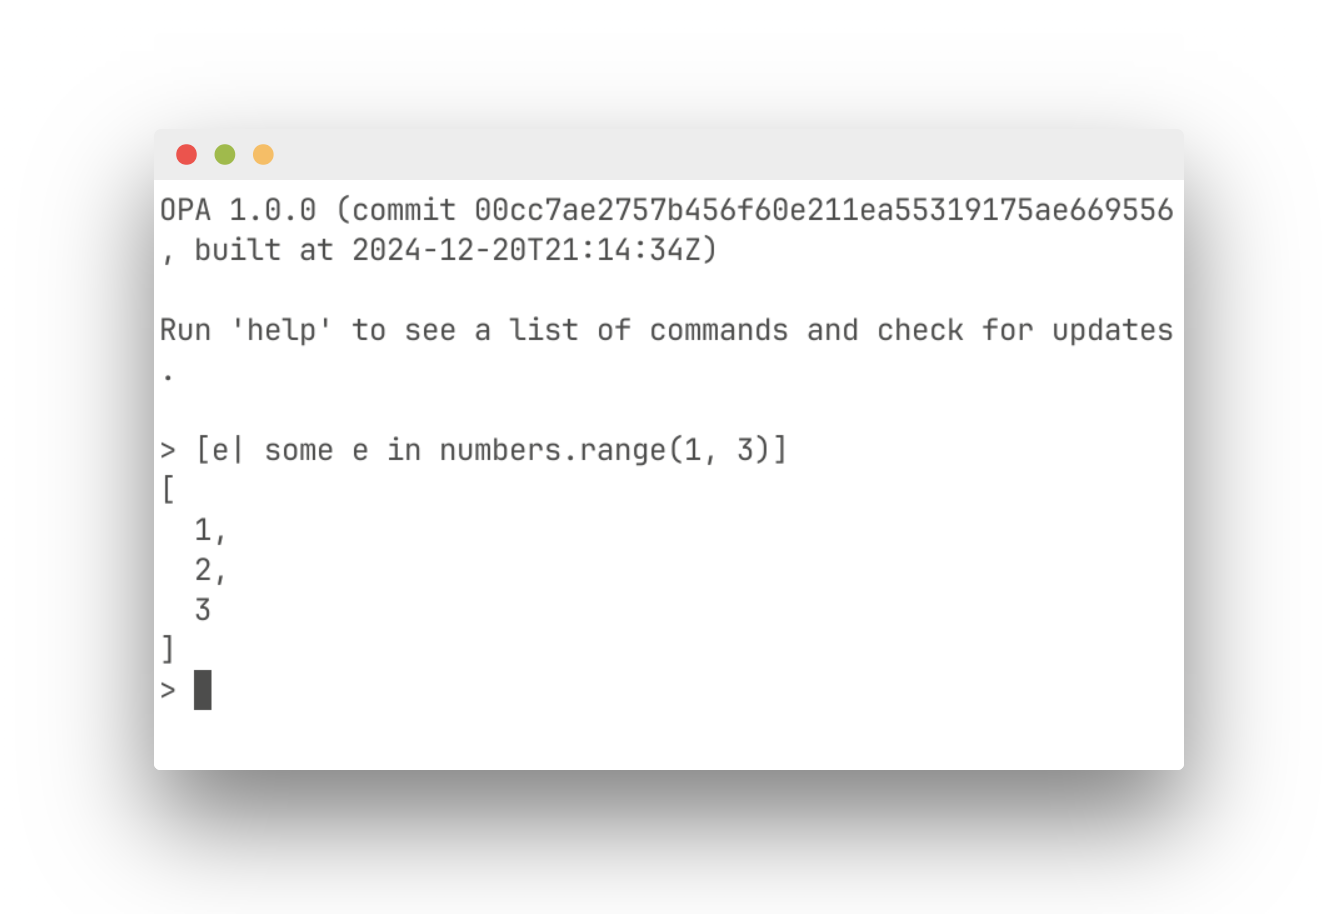 OPA 1.0.0 (commit 00cc7ae2757b456f60e211ea55319175ae669556
, built at 2024-12-20T21:14:34Z)
Run 'help' to see a list of commands and check for updates
.
> [e| some e in numbers.range(1, 3)]
[
  1,
  2,
  3
]
>